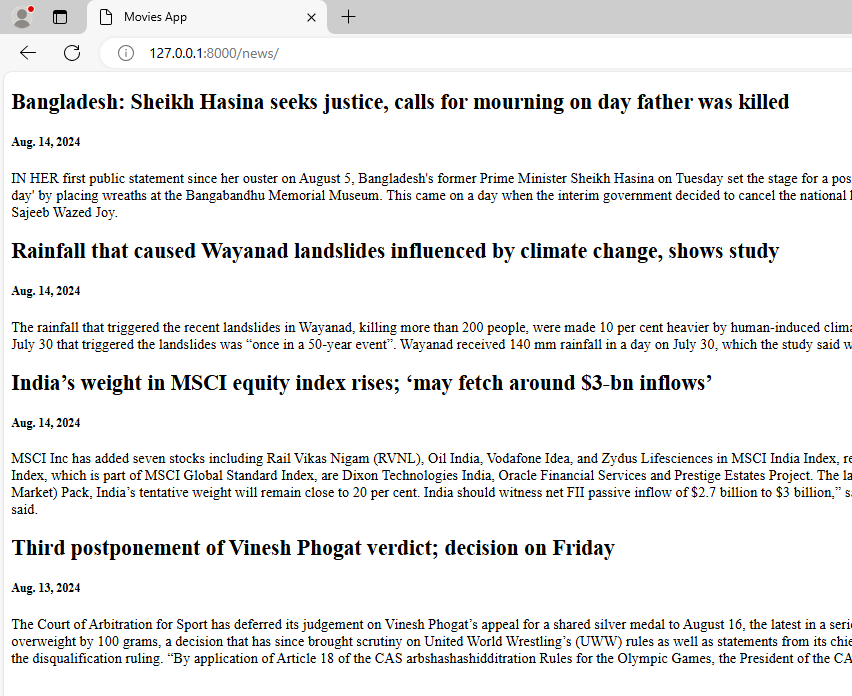 Movies App
127.0.0.1:8000/news/
Bangladesh: Sheikh Hasina seeks justice, calls for mourning on day father was killed
Aug. 14, 2024
IN HER first public statement since her ouster on August 5, Bangladesh's former Prime Minister Sheikh Hasina on Tuesday set the stage for a pos
day' by placing wreaths at the Bangabandhu Memorial Museum. This came on a day when the interim government decided to cancel the national
Sajeeb Wazed Joy.
Rainfall that caused Wayanad landslides influenced by climate change, shows study
Aug. 14, 2024
The rainfall that triggered the recent landslides in Wayanad, killing more than 200 people, were made 10 per cent heavier by human-induced clima
July 30 that triggered the landslides was “once in a 50-year event”. Wayanad received 140 mm rainfall in a day on July 30, which the study said w
India’s weight in MSCI equity index rises; ‘may fetch around $3-bn inflows’
Aug. 14, 2024
MSCI Inc has added seven stocks including Rail Vikas Nigam (RVNL), Oil India, Vodafone Idea, and Zydus Lifesciences in MSCI India Index, re
Index, which is part of MSCI Global Standard Index, are Dixon Technologies India, Oracle Financial Services and Prestige Estates Project. The la
Market) Pack, India’s tentative weight will remain close to 20 per cent. India should witness net FII passive inflow of $2.7 billion to $3 billion,” s
said.
Third postponement of Vinesh Phogat verdict; decision on Friday
Aug. 13, 2024
The Court of Arbitration for Sport has deferred its judgement on Vinesh Phogat’s appeal for a shared silver medal to August 16, the latest in a seri
overweight by 100 grams, a decision that has since brought scrutiny on United World Wrestling’s (UWW) rules as well as statements from its chie
the disqualification ruling. “By application of Article 18 of the CAS arbshashashidditration Rules for the Olympic Games, the President of the CA